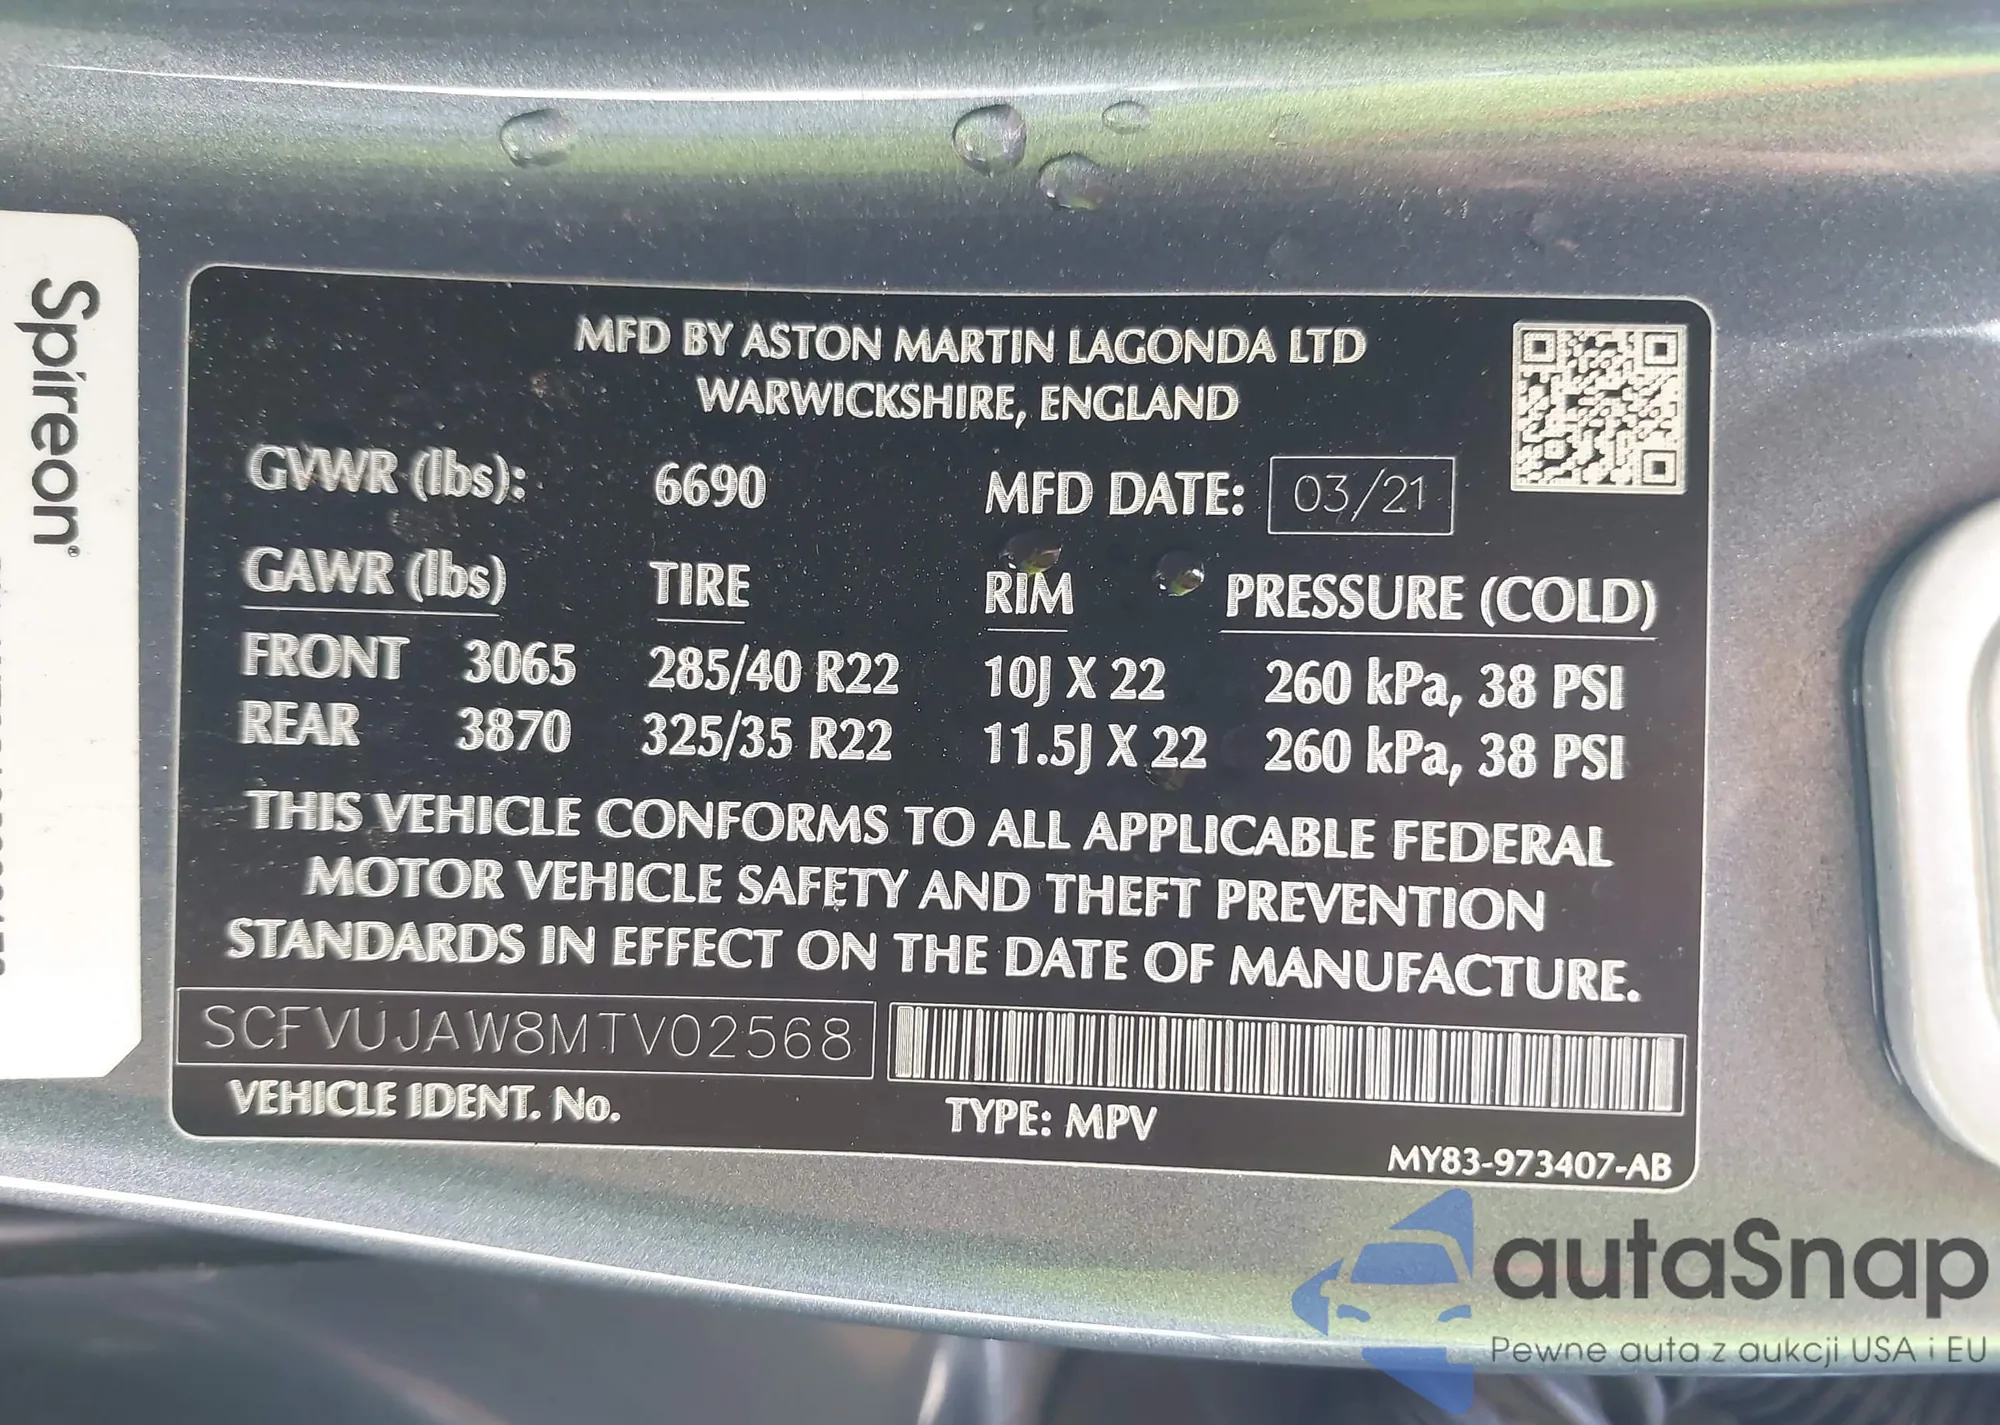 Spireon
MFD BY ASTON MARTIN LAGONDA LTD
WARWICKSHIRE, ENGLAND
GVWR (lbs): 6690 MFD DATE: 03/21
GAWR (lbs) TIRE RIM PRESSURE (COLD)
FRONT 3065 285/40 R22 10J X 22 260 kPa, 38 PSI
REAR 3870 325/35 R22 11.5J X 22 260 kPa, 38 PSI
THIS VEHICLE CONFORMS TO ALL APPLICABLE FEDERAL
MOTOR VEHICLE SAFETY AND THEFT PREVENTION
STANDARDS IN EFFECT ON THE DATE OF MANUFACTURE.
SCFVUJAW8MTV02568
VEHICLE IDENT. No. TYPE: MPV
MY83-973407-AB
autaSnap
Pewne auta z aukcji USA i EU